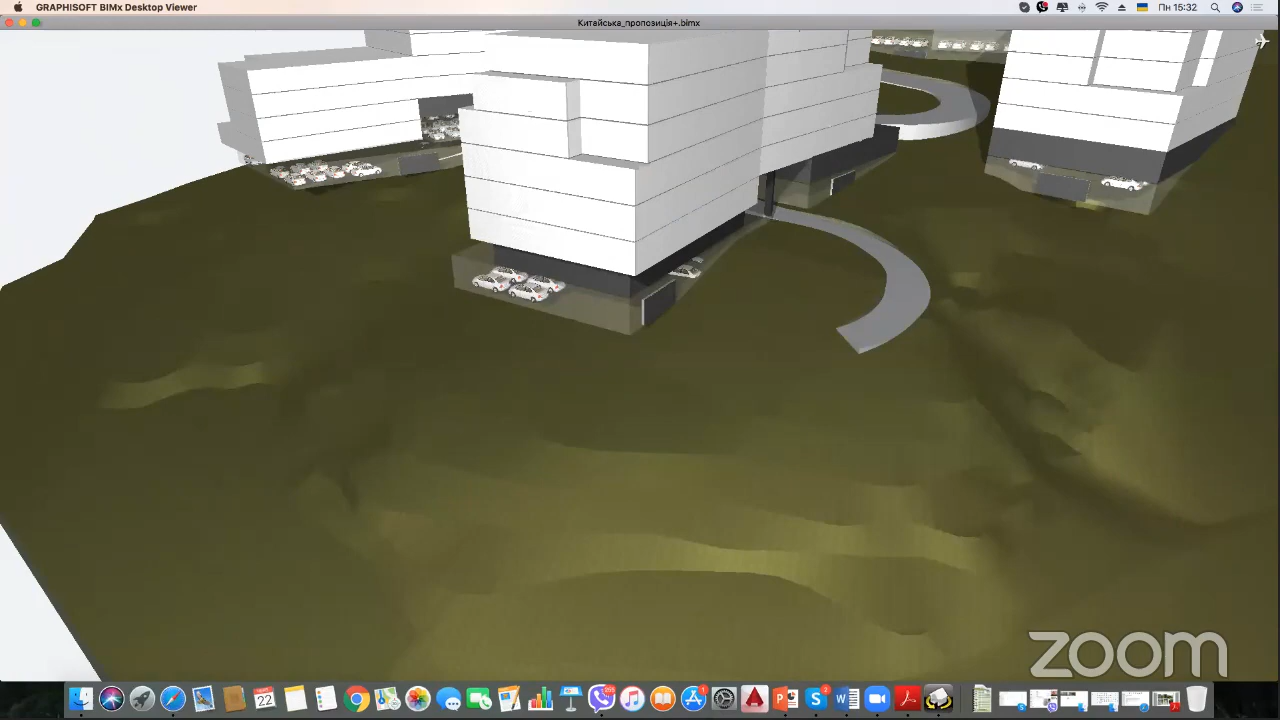 GRAPHISOFT BIMx Desktop Viewer
Пн 15:32
Китайська_пропозиція+.bimx
22
zoom